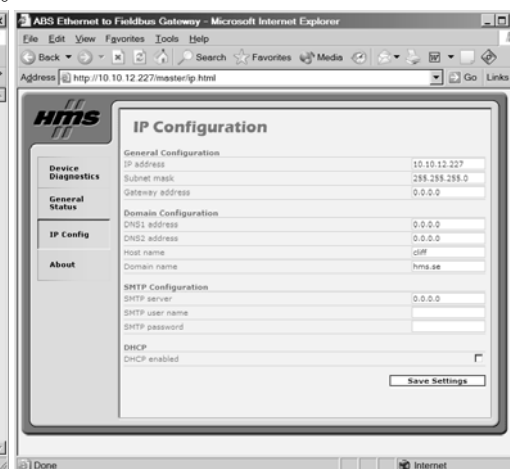 ABS Ethernet to Fieldbus Gateway - Microsoft Internet Explorer
File Edit View Favorites Tools Help
Back Search Favorites Media
Address http://10.10.12.227/master/ip.html Go Links
HMS
IP Configuration
Device
Diagnostics
General
Status
IP Config
About
General Configuration
IP address 10.10.12.227
Subnet mask 255.255.255.0
Gateway address 0.0.0.0
Domain Configuration
DNS1 address 0.0.0.0
DNS2 address 0.0.0.0
Host name cliff
Domain name hms.se
SMTP Configuration
SMTP server 0.0.0.0
SMTP user name
SMTP password
DHCP
DHCP enabled
Save Settings
Done Internet